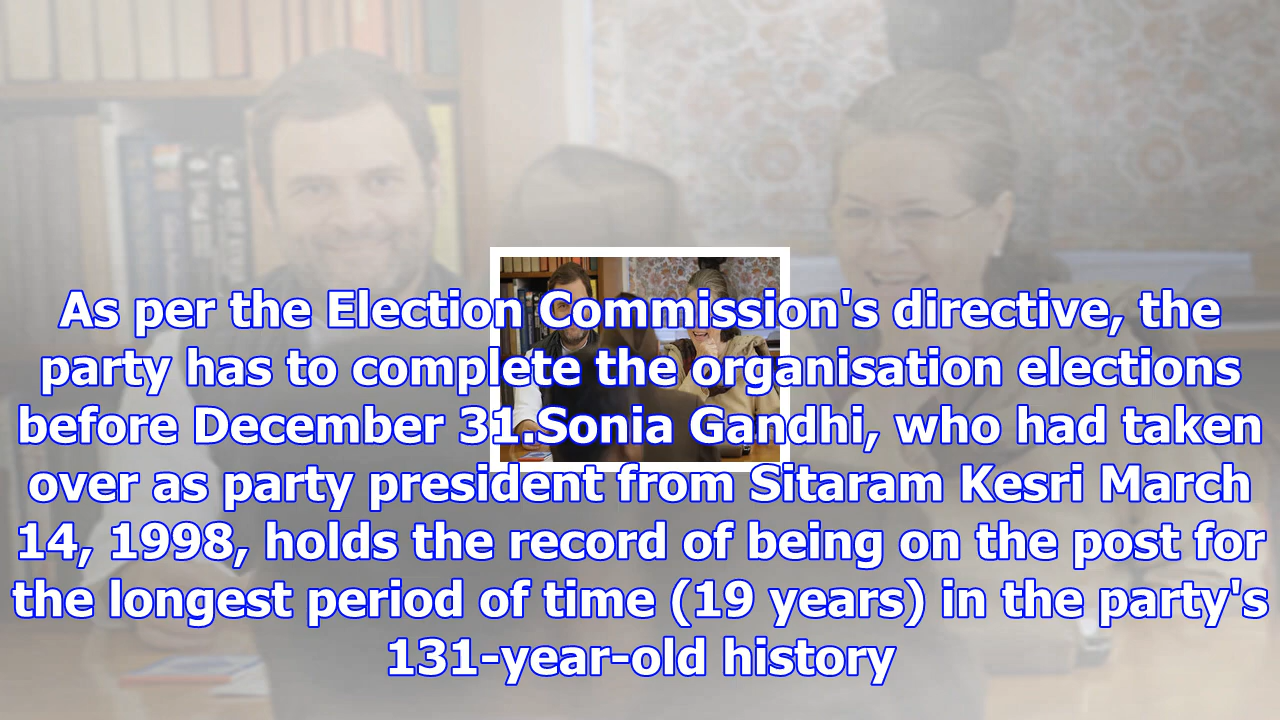 As per the Election Commission's directive, the
party has to complete the organisation elections
before December 31.Sonia Gandhi, who had taken
over as party president from Sitaram Kesri March
14, 1998, holds the record of being on the post for
the longest period of time (19 years) in the party's
131-year-old history